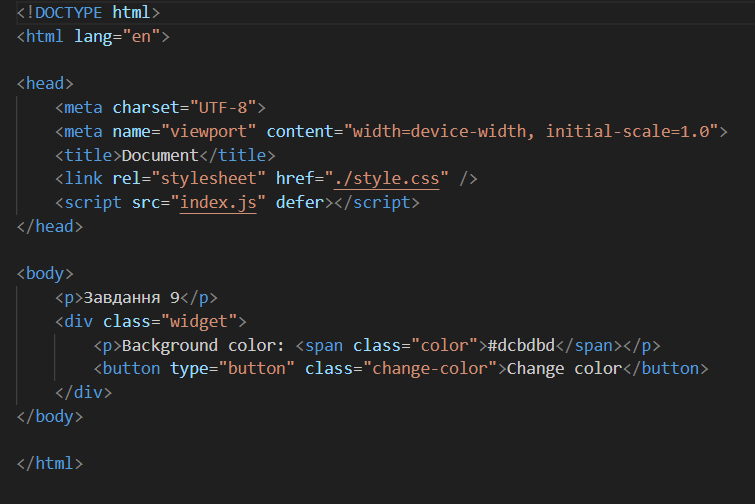 <!DOCTYPE html>
<html lang="en">
<head>
<meta charset="UTF-8">
<meta name="viewport" content="width=device-width, initial-scale=1.0">
<title>Document</title>
<link rel="stylesheet" href="./style.css" />
<script src="index.js" defer></script>
</head>
<body>
<p>Завдання 9</p>
<div class="widget">
<p>Background color: <span class="color">#dcbdbd</span></p>
<button type="button" class="change-color">Change color</button>
</div>
</body>
</html>